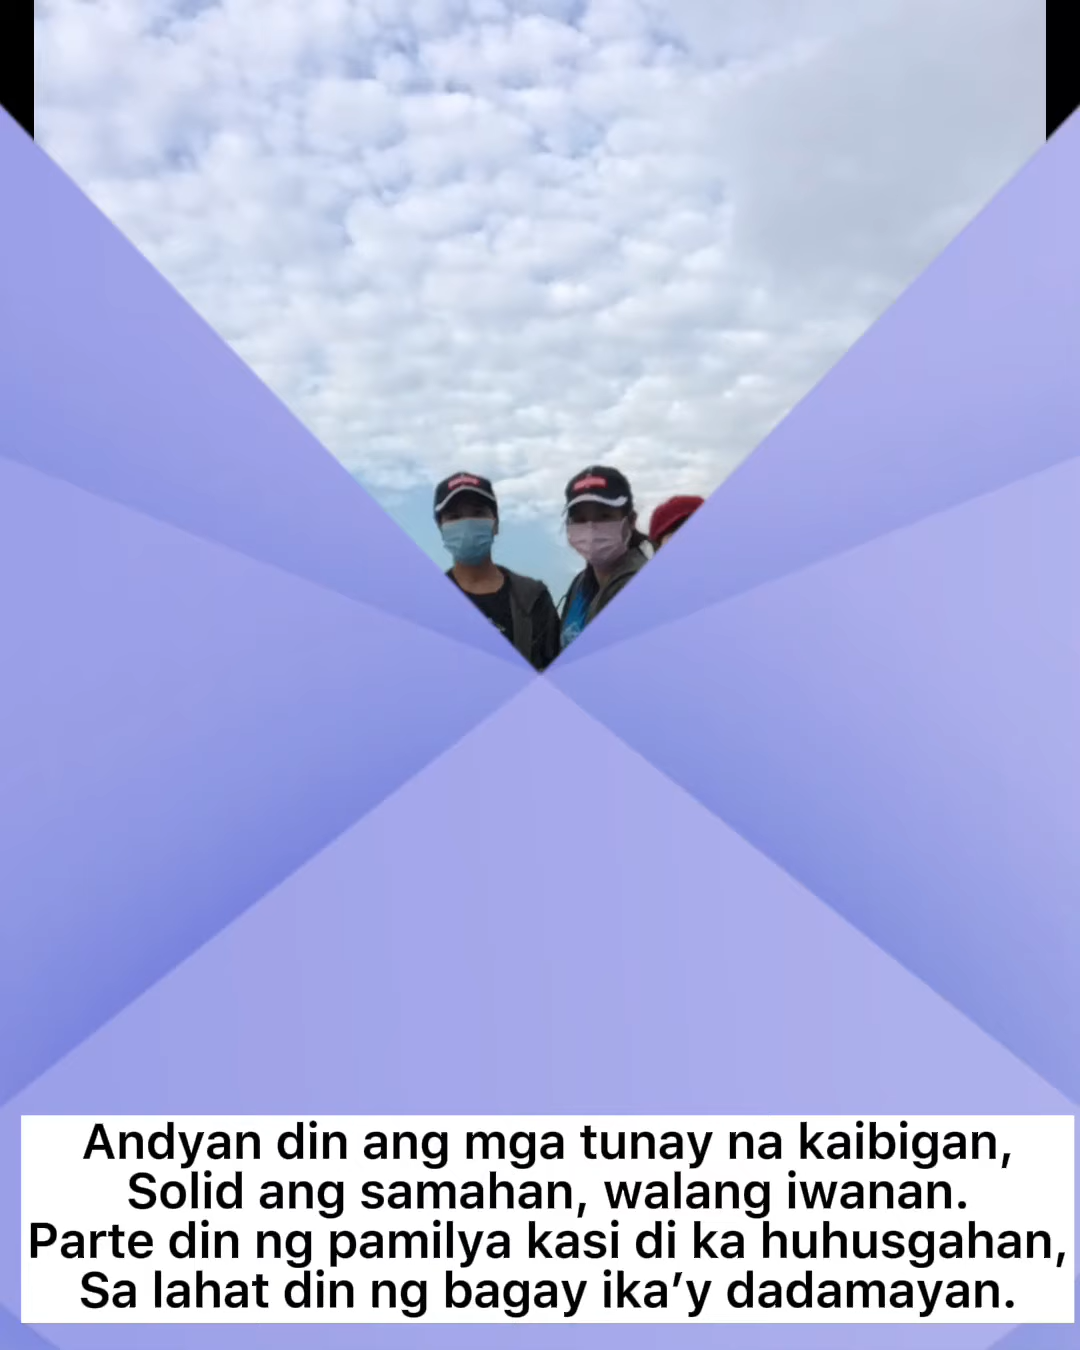 Andyan din ang mga tunay na kaibigan,
Solid ang samahan, walang iwanan.
Parte din ng pamilya kasi di ka huhusgahan,
Sa lahat din ng bagay ika’y dadamayan.